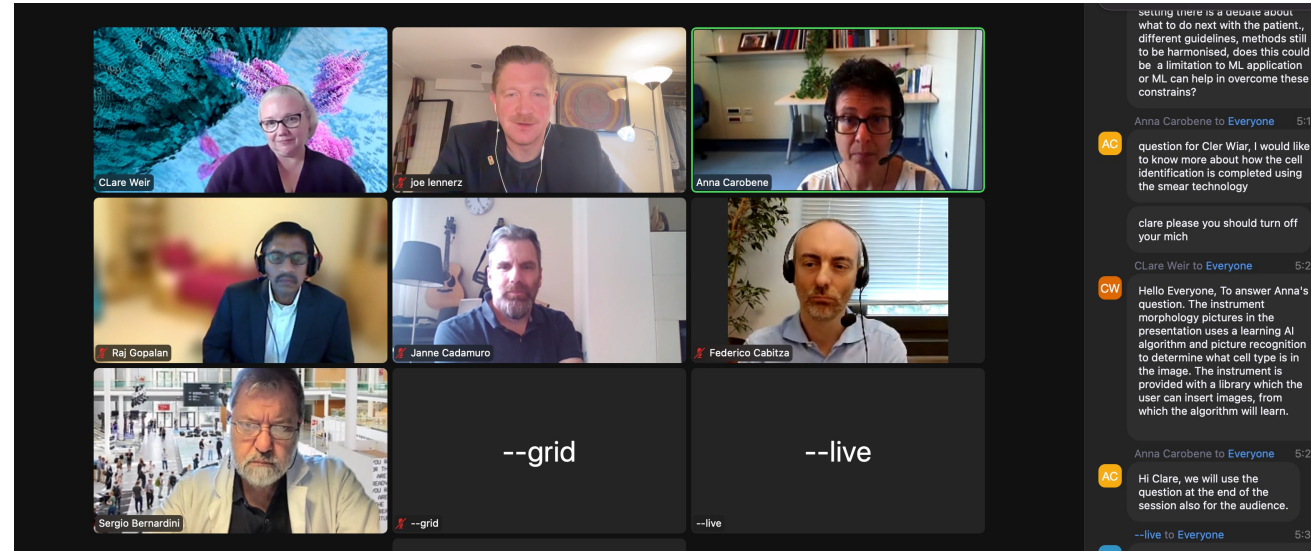 CLare Weir
joe lennerz
Anna Carobene
Raj Gopalan
Janne Cadamuro
Federico Cabitza
Sergio Bernardini
--grid
--grid
--live
--live
setting there is a debate about
what to do next with the patient.,
different guidelines, methods still
to be harmonised, does this could
be a limitation to ML application
or ML can help in overcome these
constrains?
Anna Carobene to Everyone
AC
question for Cler Wiar, I would like
to know more about how the cell
identification is completed using
the smear technology
clare please you should turn off
your mich
CLare Weir to Everyone
CW
Hello Everyone, To answer Anna's
question. The instrument
morphology pictures in the
presentation uses a learning AI
algorithm and picture recognition
to determine what cell type is in
the image. The instrument is
provided with a library which the
user can insert images, from
which the algorithm will learn.
Anna Carobene to Everyone
AC
Hi Clare, we will use the
question at the end of the
session also for the audience.
--live to Everyone